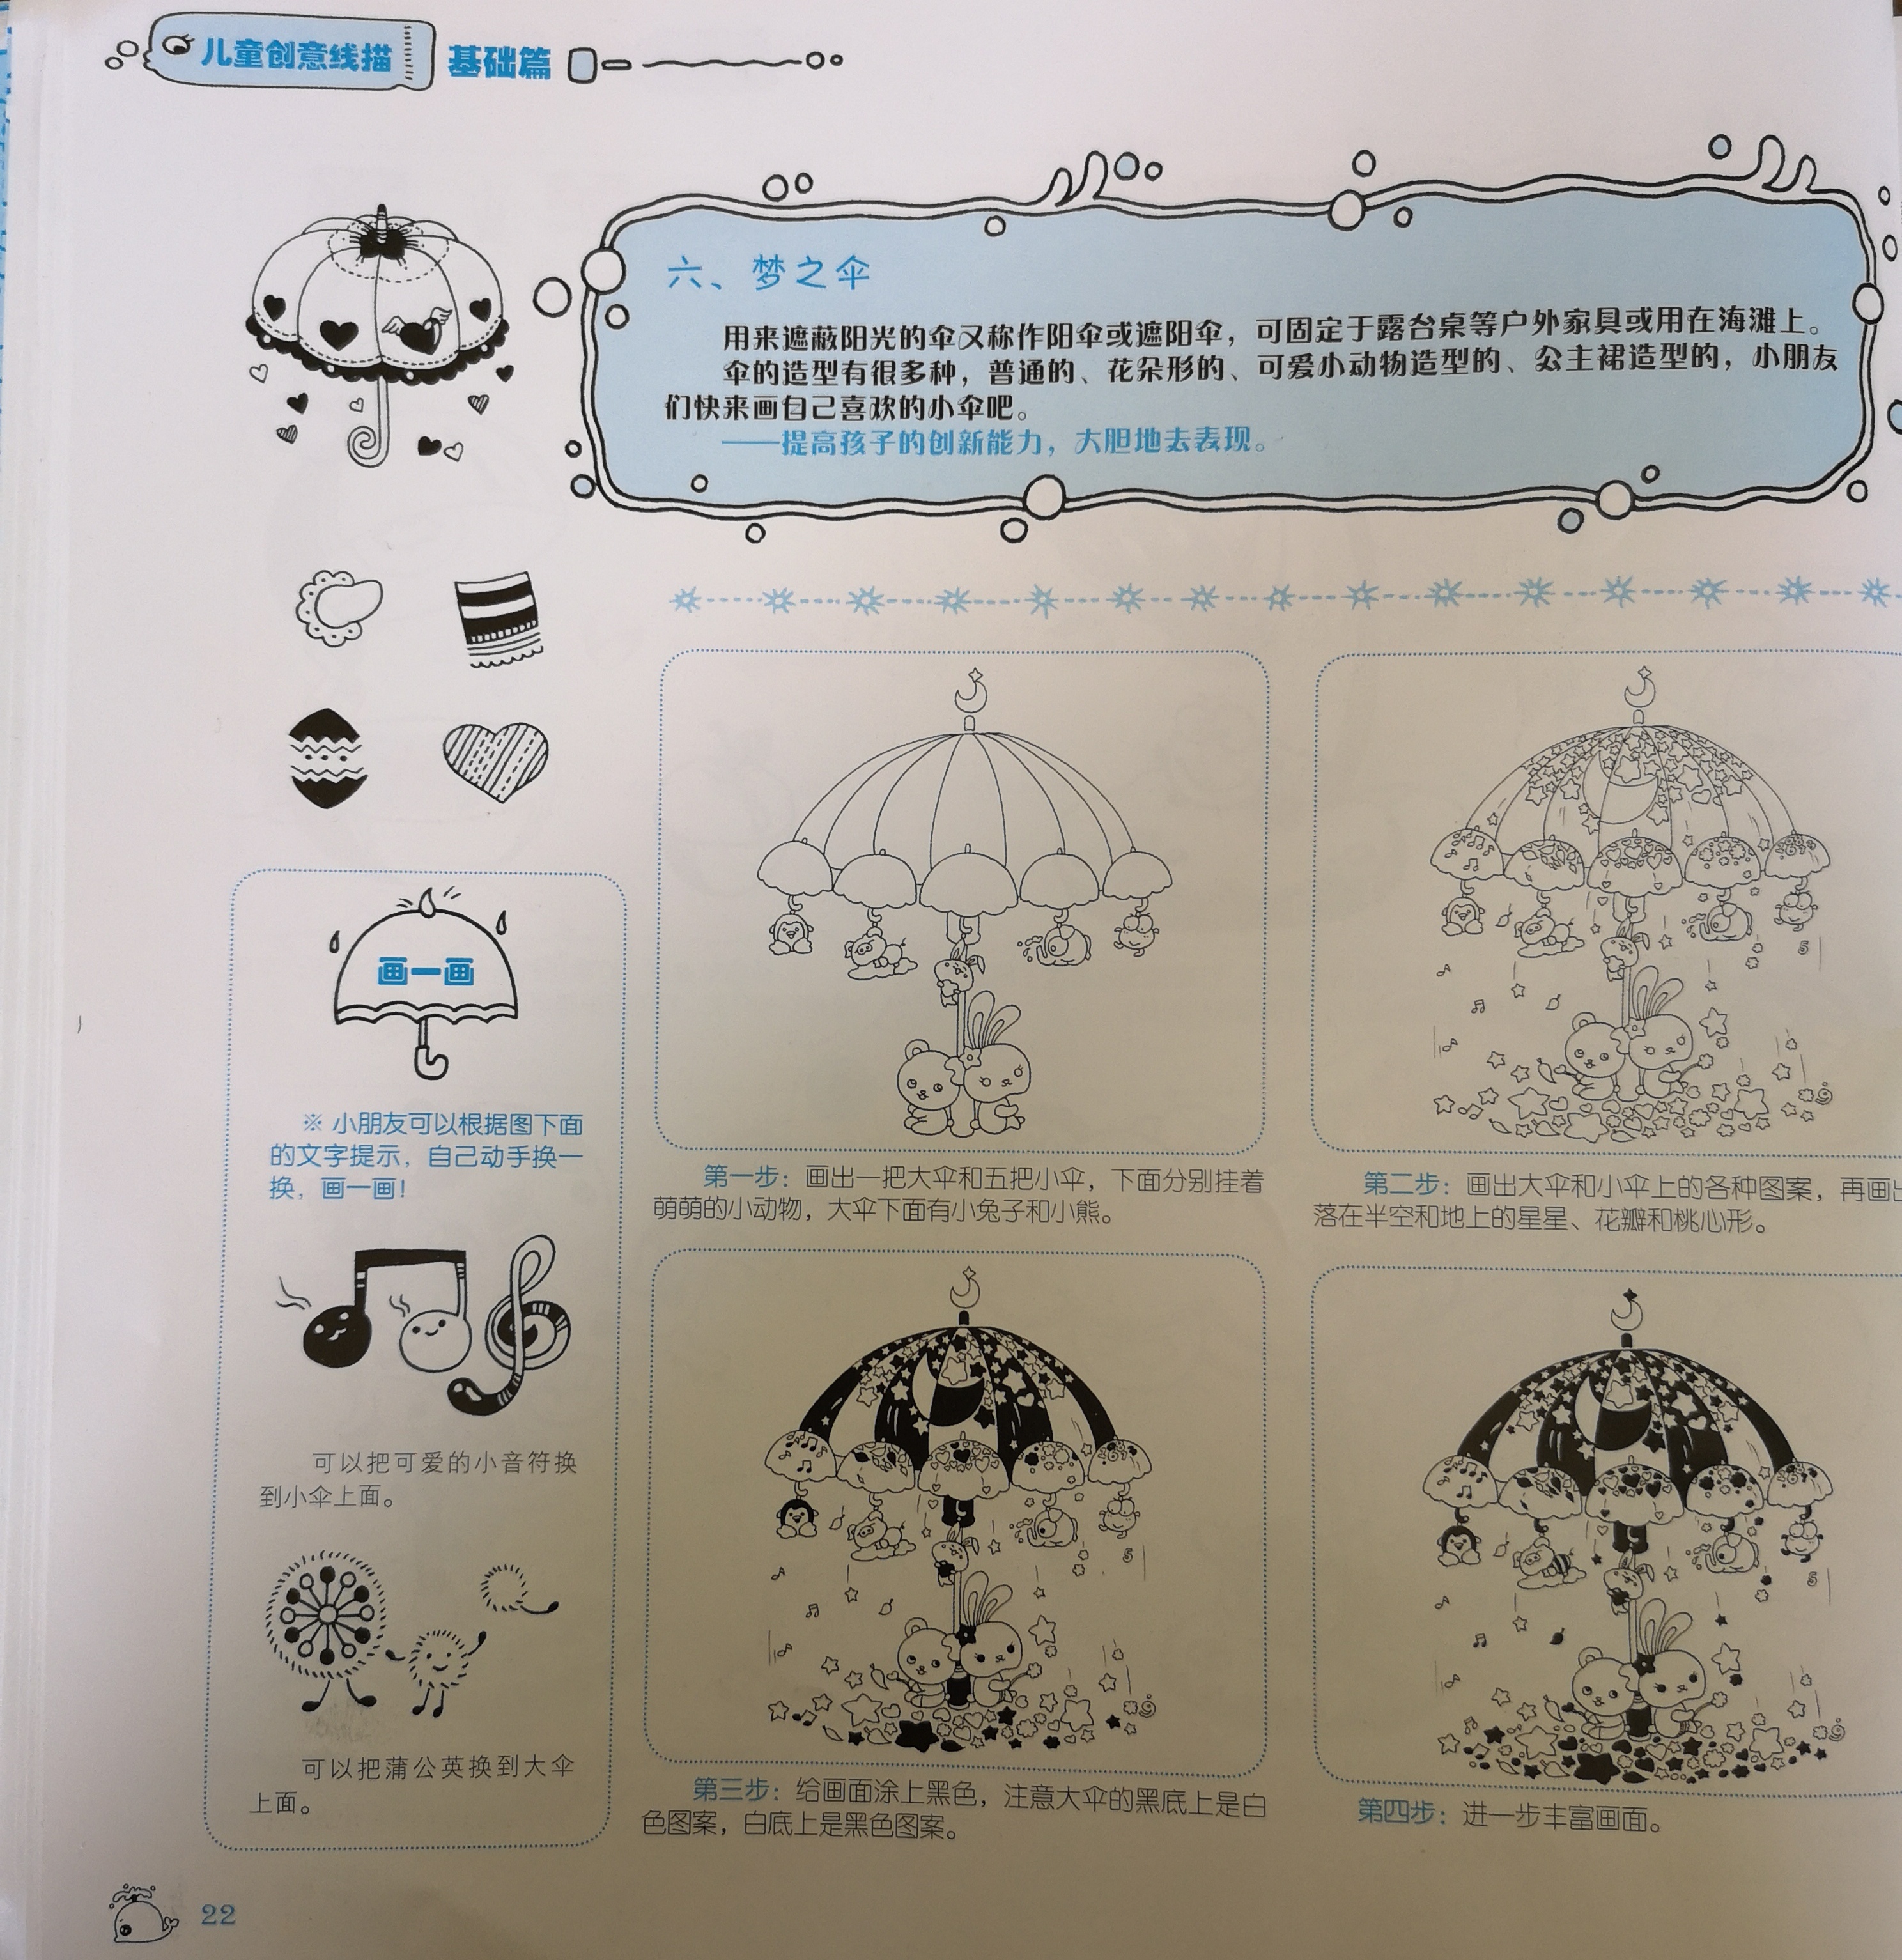 儿童创意线描 基础篇
六、梦之伞
用来遮蔽阳光的伞又称作阳伞或遮阳伞，可固定于露台桌等户外家具或用在海滩上。
伞的造型有很多种，普通的、花朵形的、可爱小动物造型的、公主裙造型的，小朋友
们快来画自己喜欢的小伞吧。
——提高孩子的创新能力，大胆地去表现。
画一画
※ 小朋友可以根据图下面
的文字提示，自己动手换一
换，画一画！
可以把可爱的小音符换
到小伞上面。
可以把蒲公英换到大伞
上面。
第一步：画出一把大伞和五把小伞，下面分别挂着
萌萌的小动物，大伞下面有小兔子和小熊。
第二步：画出大伞和小伞上的各种图案，再画出
落在半空和地上的星星、花瓣和桃心形。
第三步：给画面涂上黑色，注意大伞的黑底上是白
色图案，白底上是黑色图案。
第四步：进一步丰富画面。
22